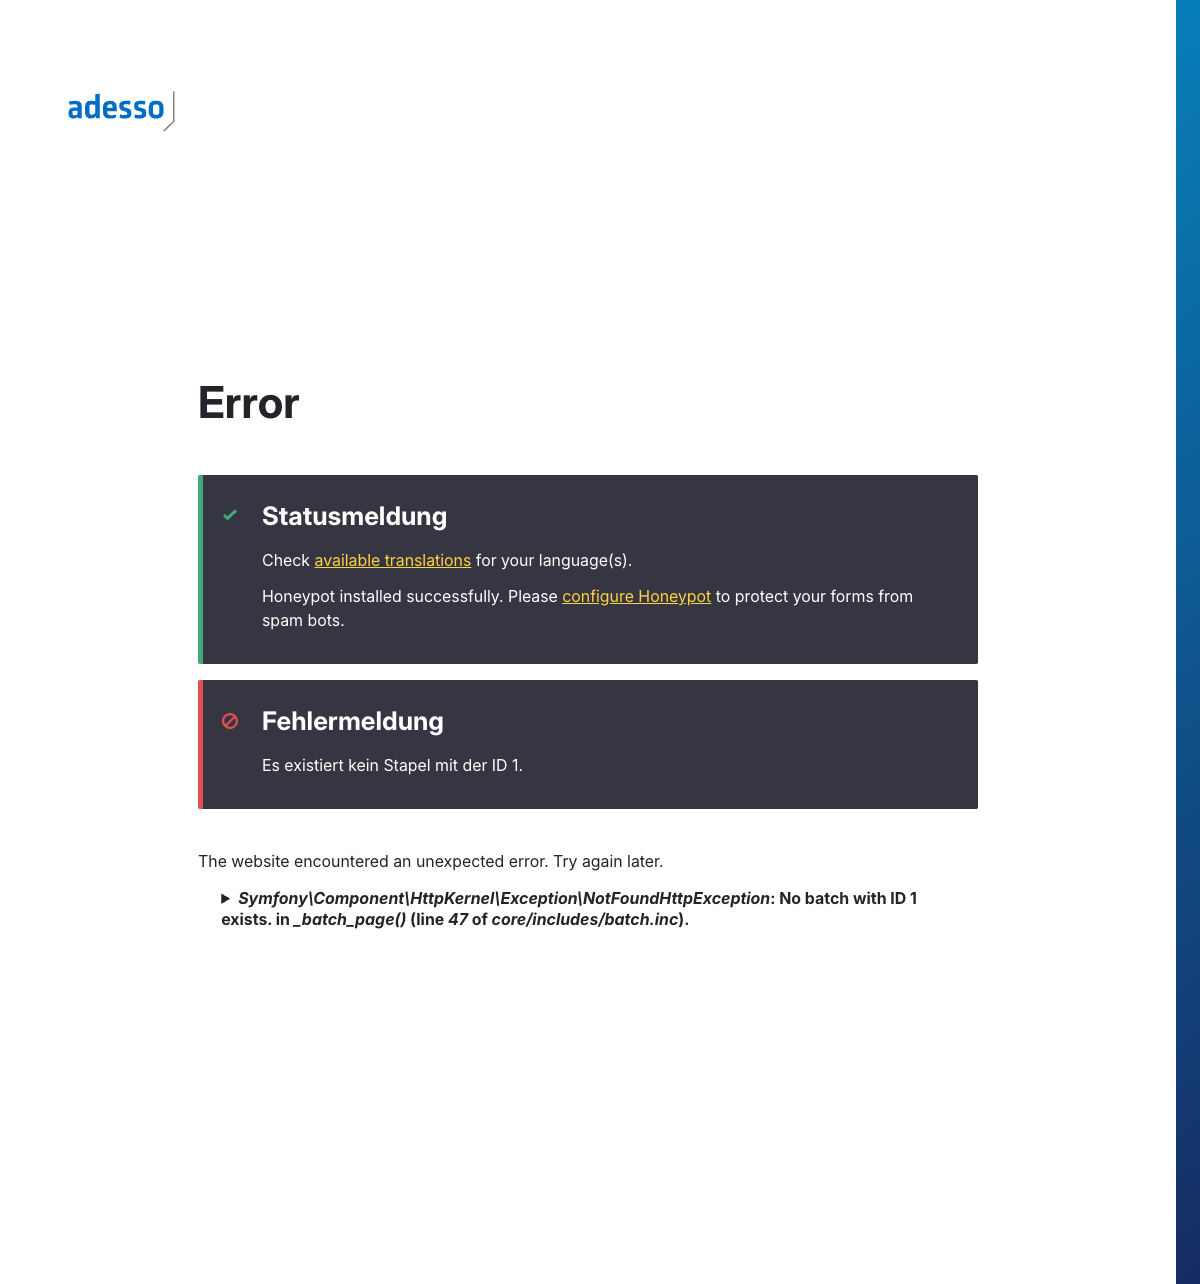 adesso
Error
Statusmeldung
Check available translations for your language(s).
Honeypot installed successfully. Please configure Honeypot to protect your forms from
spam bots.
Fehlermeldung
Es existiert kein Stapel mit der ID 1.
The website encountered an unexpected error. Try again later.
Symfony\Component\HttpKernel\Exception\NotFoundHttpException: No batch with ID 1
exists. in _batch_page() (line 47 of core/includes/batch.inc).